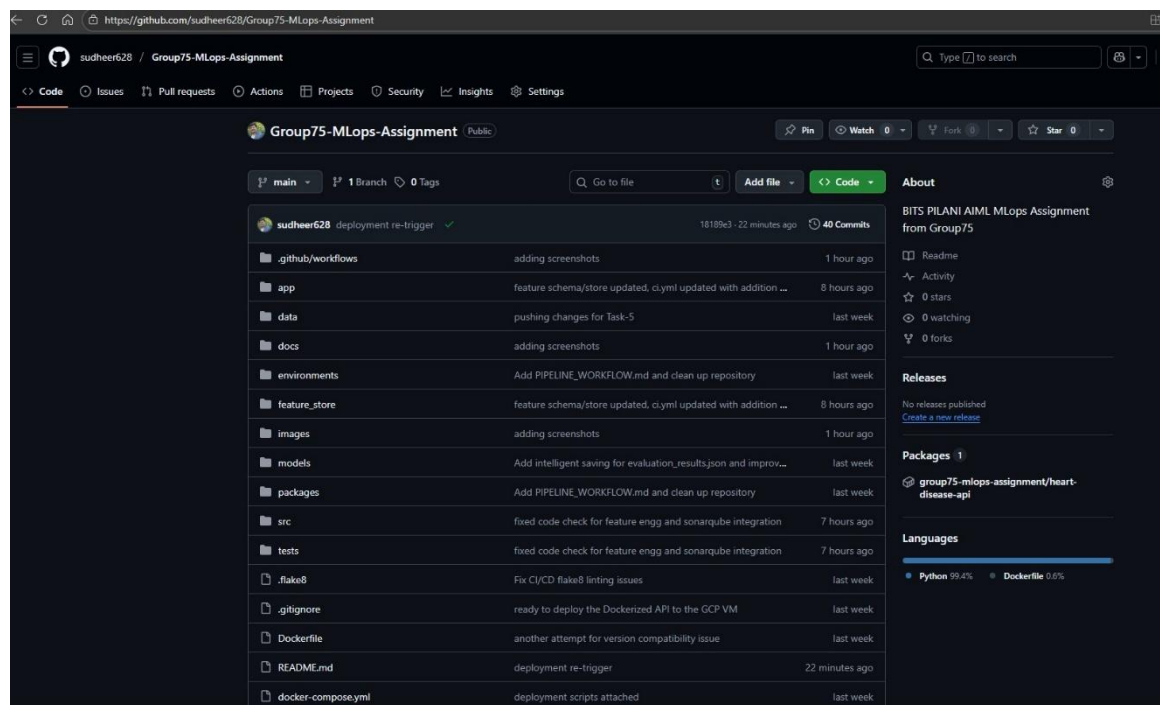 https://github.com/sudheer628/Group75-MLops-Assignment
sudheer628 / Group75-MLops-Assignment
Type / to search
Code Issues Pull requests Actions Projects Security Insights Settings
Group75-MLops-Assignment Public
Pin Watch 0 Fork 0 Star 0
main 1 Branch 0 Tags
Go to file t Add file Code
sudheer628 deployment re-trigger 18189e3 · 22 minutes ago 40 Commits
.github/workflows adding screenshots 1 hour ago
app feature schema/store updated, ci.yml updated with addition ... 8 hours ago
data pushing changes for Task-5 last week
docs adding screenshots 1 hour ago
environments Add PIPELINE_WORKFLOW.md and clean up repository last week
feature_store feature schema/store updated, ci.yml updated with addition ... 8 hours ago
images adding screenshots 1 hour ago
models Add intelligent saving for evaluation_results.json and improv... last week
packages Add PIPELINE_WORKFLOW.md and clean up repository last week
src fixed code check for feature engg and sonarqube integration 7 hours ago
tests fixed code check for feature engg and sonarqube integration 7 hours ago
.flake8 Fix CI/CD flake8 linting issues last week
.gitignore ready to deploy the Dockerized API to the GCP VM last week
Dockerfile another attempt for version compatibility issue last week
README.md deployment re-trigger 22 minutes ago
docker-compose.yml deployment scripts attached last week
About
BITS PILANI AIML MLops Assignment
from Group75
Readme
Activity
0 stars
0 watching
0 forks
Releases
No releases published
Create a new release
Packages 1
group75-mlops-assignment/heart-
disease-api
Languages
Python 99.4% Dockerfile 0.6%